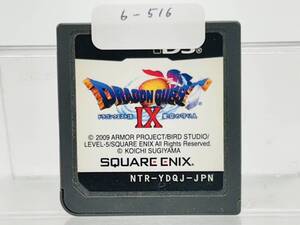 6-516
DRAGON QUEST
IX
© 2009 ARMOR PROJECT/BIRD STUDIO/
LEVEL-5/SQUARE ENIX All Rights Reserved.
© KOICHI SUGIYAMA
SQUARE ENIX.
NTR-YDQJ-JPN